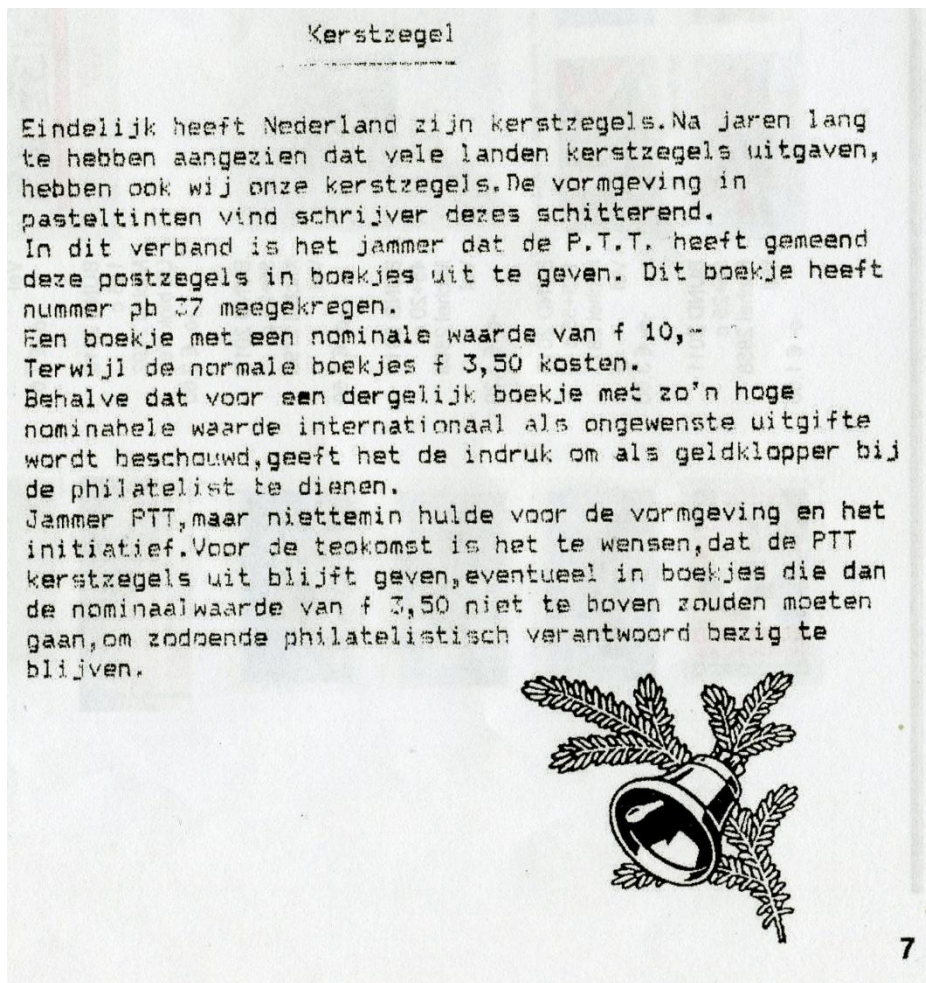 Kerstzegel
Eindelijk heeft Nederland zijn kerstzegels.Na jaren lang
te hebben aangezien dat vele landen kerstzegels uitgaven,
hebben ook wij onze kerstzegels.De vormgeving in
pasteltinten vind schrijver dezes schitterend.
In dit verband is het jammer dat de P.T.T. heeft gemeend
deze postzegels in boekjes uit te geven. Dit boekje heeft
nummer pb 37 meegekregen.
Een boekje met een nominale waarde van f 10,-
Terwijl de normale boekjes f 3,50 kosten.
Behalve dat voor een dergelijk boekje met zo'n hoge
nominahele waarde internationaal als ongewenste uitgifte
wordt beschouwd,geeft het de indruk om als geldklopper bij
de philatelist te dienen.
Jammer PTT,maar niettemin hulde voor de vormgeving en het
initiatief.Voor de teokomst is het te wensen,dat de PTT
kerstzegels uit blijft geven,eventueel in boekjes die dan
de nominaalwaarde van f 3,50 niet te boven zouden moeten
gaan,om zodoende philatelistisch verantwoord bezig te
blijven.
7